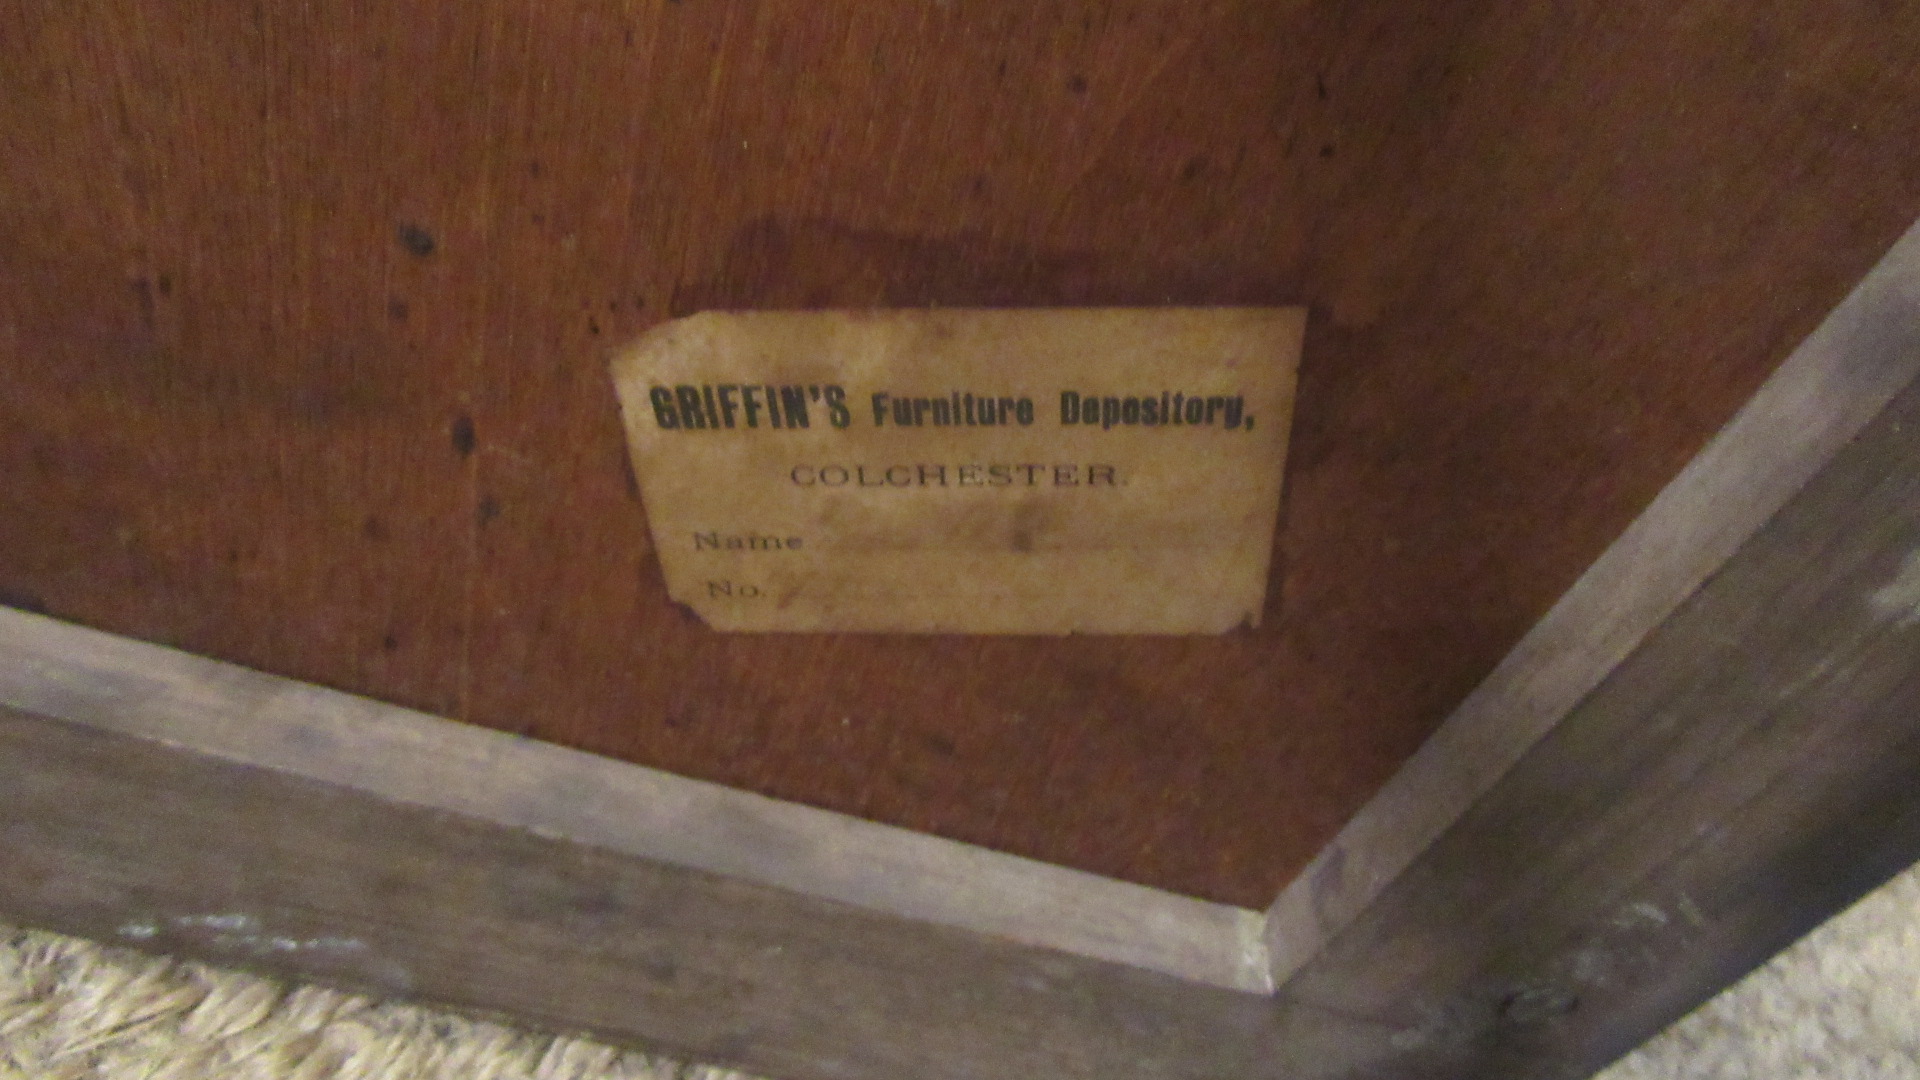 GRIFFIN'S Furniture Depository,
COLCHESTER.
Name
No.